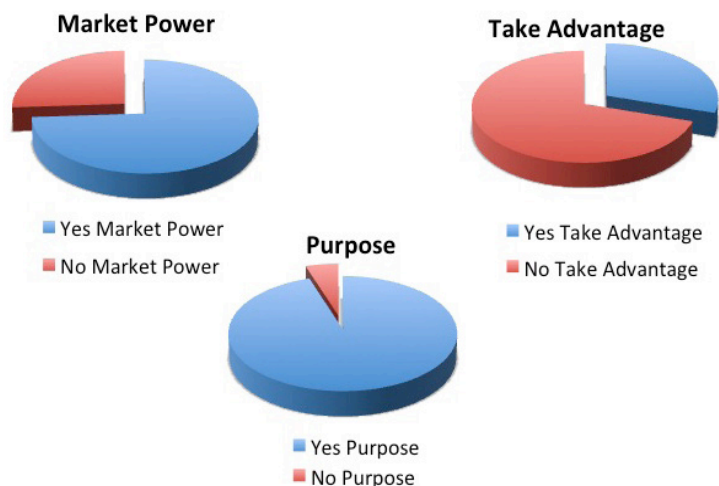 Market Power
Yes Market Power
No Market Power
Take Advantage
Yes Take Advantage
No Take Advantage
Purpose
Yes Purpose
No Purpose